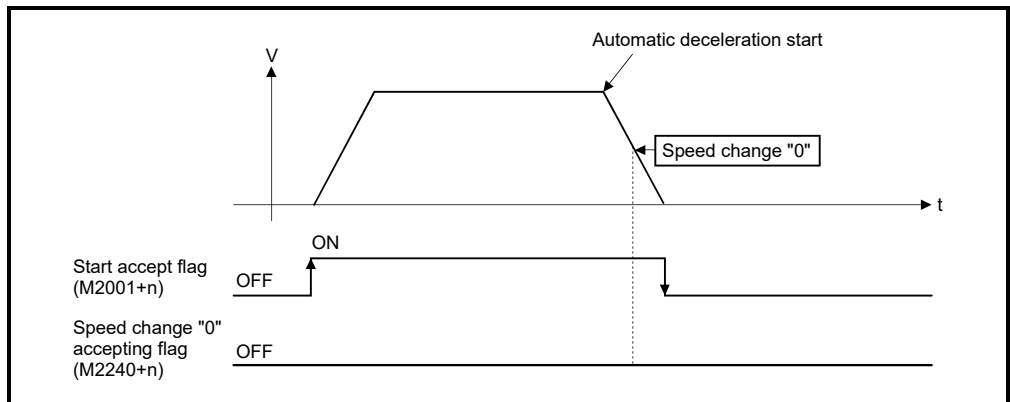 Automatic deceleration start
V
Speed change "0"
t
ON
Start accept flag
(M2001+n)
OFF
Speed change "0"
accepting flag
(M2240+n)
OFF